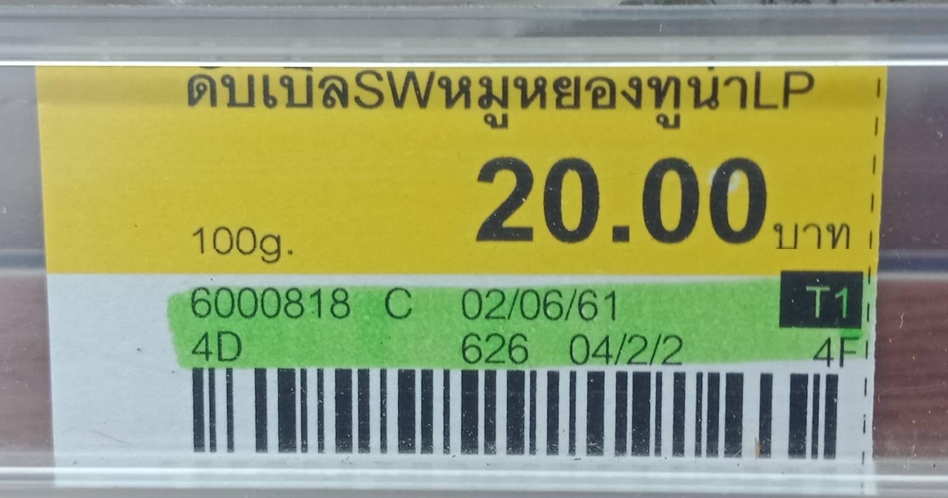 ดับเบิ้ลSWหมูหยองทูน่าLP
20.00
100g. บาท
6000818 C 02/06/61 T1
4D 626 04/2/2 4F